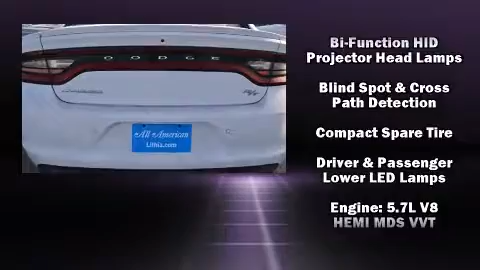 DODGE
CHARGER
R/T
All American
Lithia.com
Bi-Function HID
Projector Head Lamps
Blind Spot & Cross
Path Detection
Compact Spare Tire
Driver & Passenger
Lower LED Lamps
Engine: 5.7L V8
HEMI MDS VVT